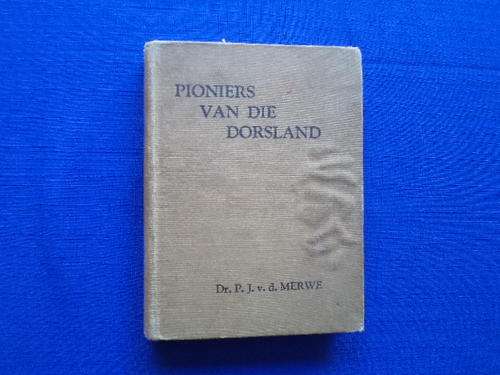 PIONIERS
VAN DIE
DORSLAND
Dr. P. J. v. d. MERWE